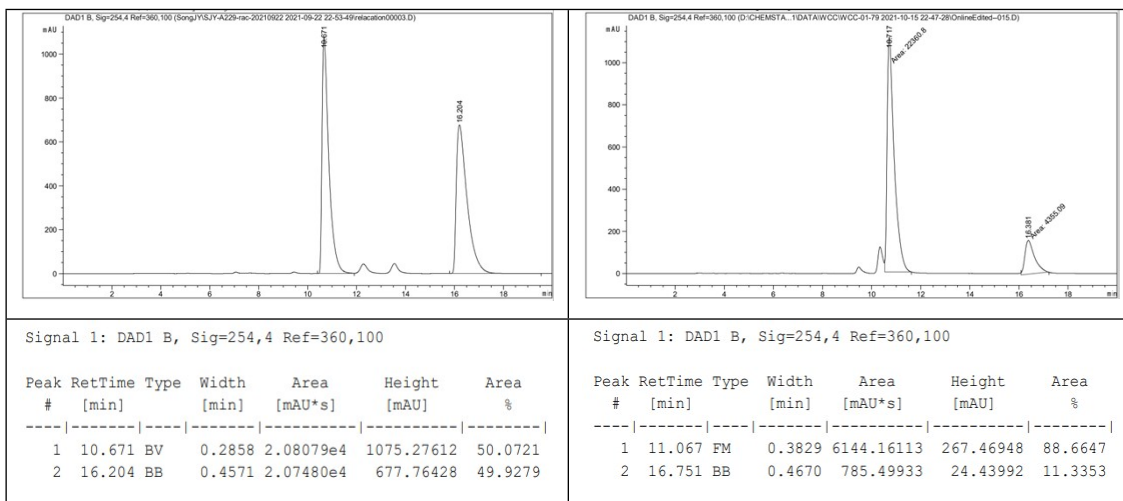 DAD1 B, Sig=254,4 Ref=360,100 (SongJY\SJY-A229-rac-20210922 2021-09-22 22-53-49\relacation00003.D)
mAU
10.671
16.204
1000
800
600
400
200
0
2 4 6 8 10 12 14 16 18 min
Signal 1: DAD1 B, Sig=254,4 Ref=360,100
Peak RetTime Type Width Area Height Area
# [min] [min] [mAU*s] [mAU] %
----|-------|----|-------|----------|----------|--------|
1 10.671 BV 0.2858 2.08079e4 1075.27612 50.0721
2 16.204 BB 0.4571 2.07480e4 677.76428 49.9279
DAD1 B, Sig=254,4 Ref=360,100 (D:\CHEMSTA...1\DATA\WCC\WCC-01-79 2021-10-15 22-47-28\OnlineEdited--015.D)
mAU
10.717
Area: 22360.8
16.381
Area: 4355.09
1000
800
600
400
200
0
2 4 6 8 10 12 14 16 18 min
Signal 1: DAD1 B, Sig=254,4 Ref=360,100
Peak RetTime Type Width Area Height Area
# [min] [min] [mAU*s] [mAU] %
----|-------|----|-------|----------|----------|--------|
1 11.067 FM 0.3829 6144.16113 267.46948 88.6647
2 16.751 BB 0.4670 785.49933 24.43992 11.3353